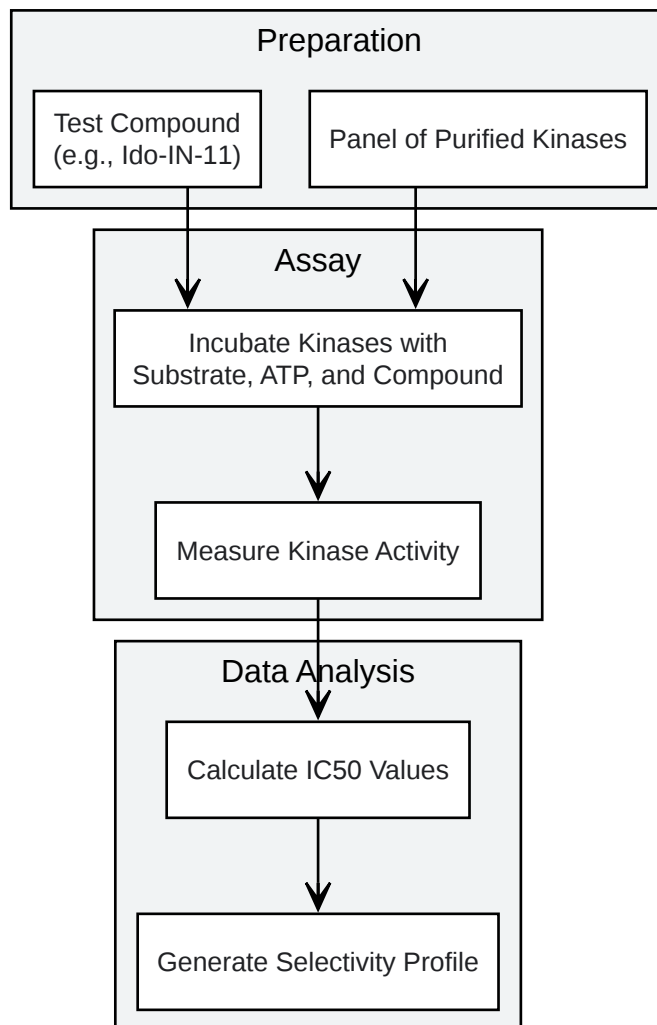 Preparation
Test Compound
(e.g., Ido-IN-11)
Panel of Purified Kinases
Assay
Incubate Kinases with
Substrate, ATP, and Compound
Measure Kinase Activity
Data Analysis
Calculate IC50 Values
Generate Selectivity Profile